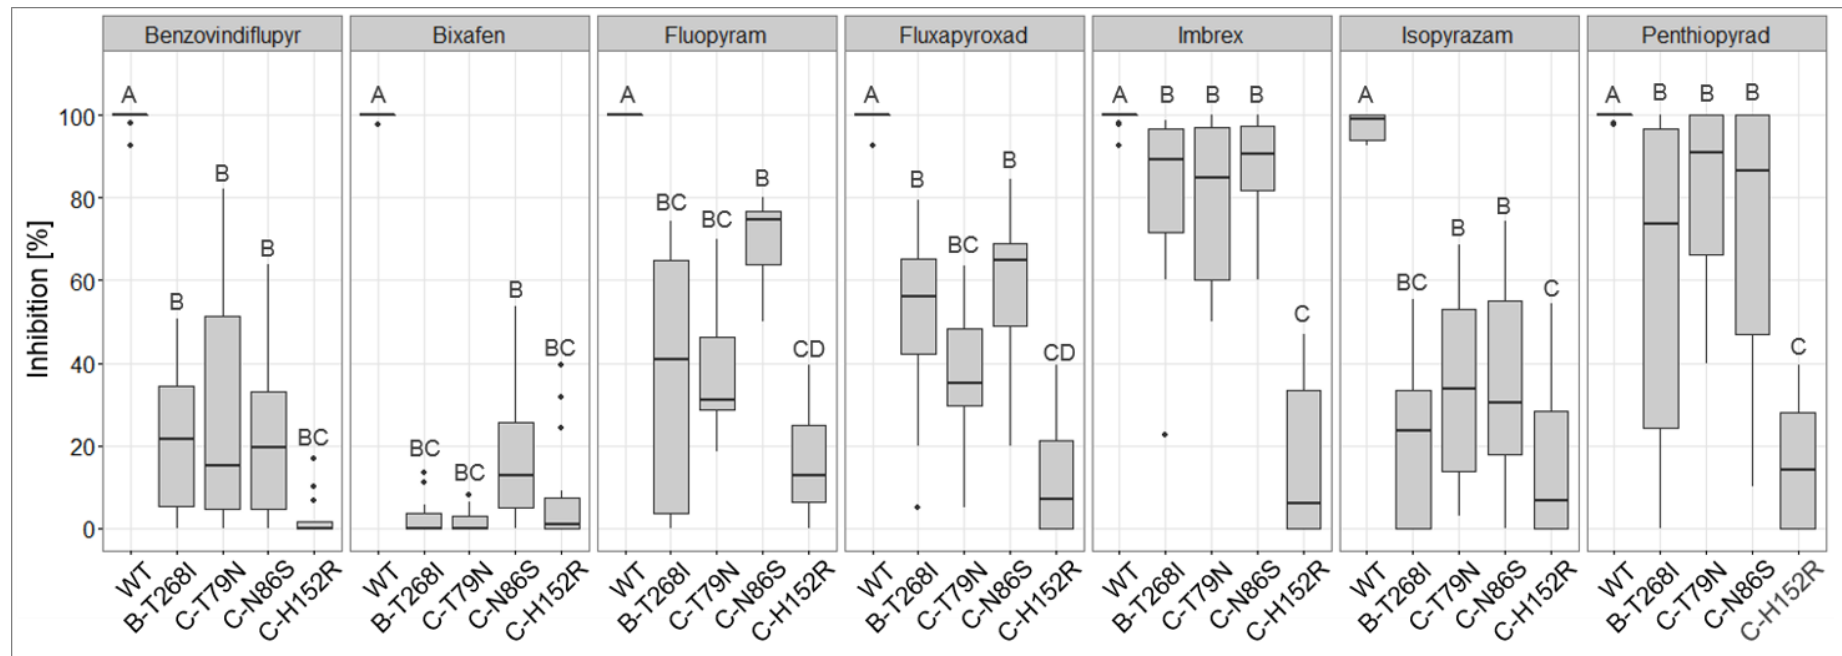 Benzovindiflupyr Bixafen Fluopyram Fluxapyroxad Imbrex Isopyrazam Penthiopyrad
Inhibition [%]
100
80
60
40
20
0
A B B B BC
A BC BC B BC
A BC BC B CD
A B BC B CD
A B B B C
A BC B B C
A B B B C
WT B-T268I C-T79N C-N86S C-H152R
WT B-T268I C-T79N C-N86S C-H152R
WT B-T268I C-T79N C-N86S C-H152R
WT B-T268I C-T79N C-N86S C-H152R
WT B-T268I C-T79N C-N86S C-H152R
WT B-T268I C-T79N C-N86S C-H152R
WT B-T268I C-T79N C-N86S C-H152R